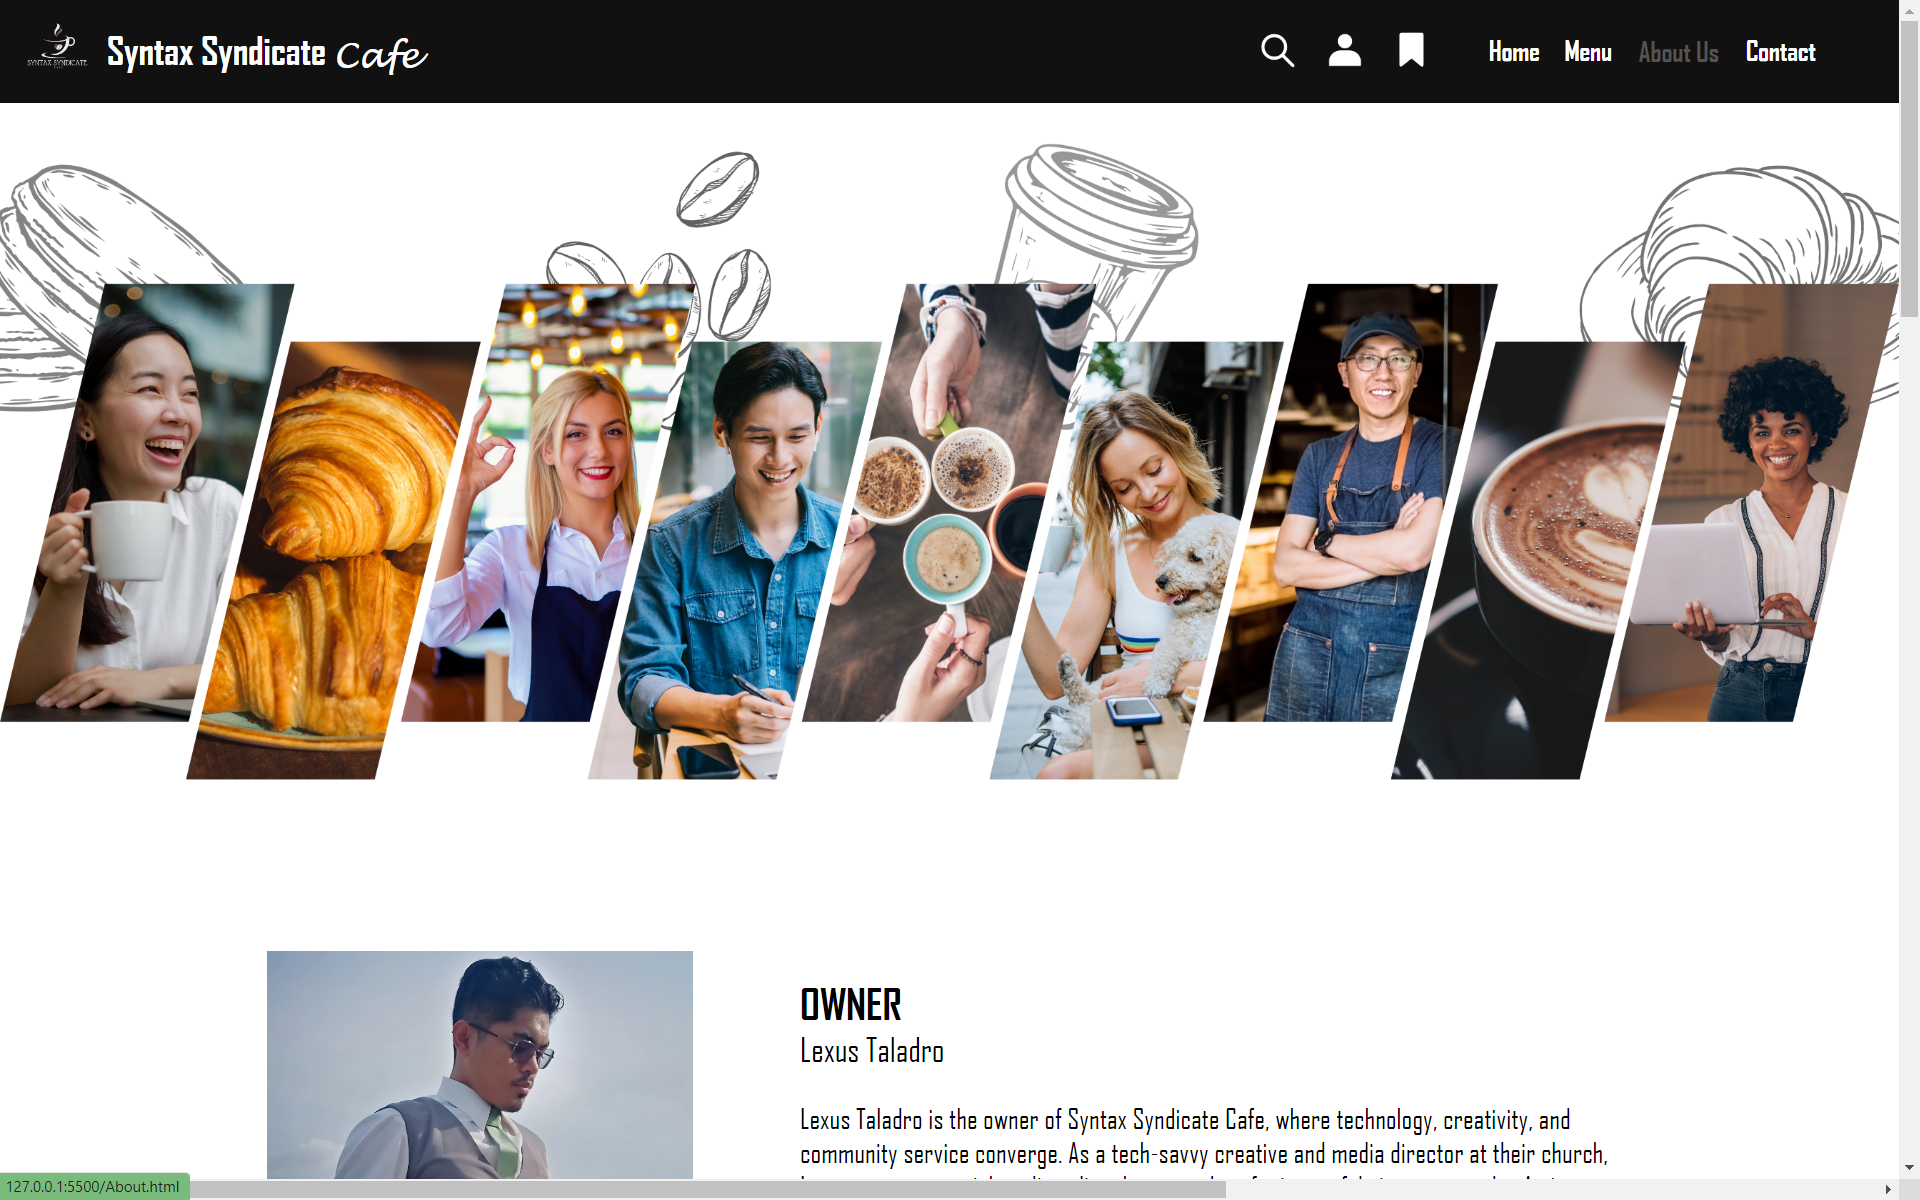 SYNTAX SYNDICATE
Syntax Syndicate Cafe
Home Menu About Us Contact
OWNER
Lexus Taladro
Lexus Taladro is the owner of Syntax Syndicate Cafe, where technology, creativity, and
community service converge. As a tech-savvy creative and media director at their church,
127.0.0.1:5500/About.html